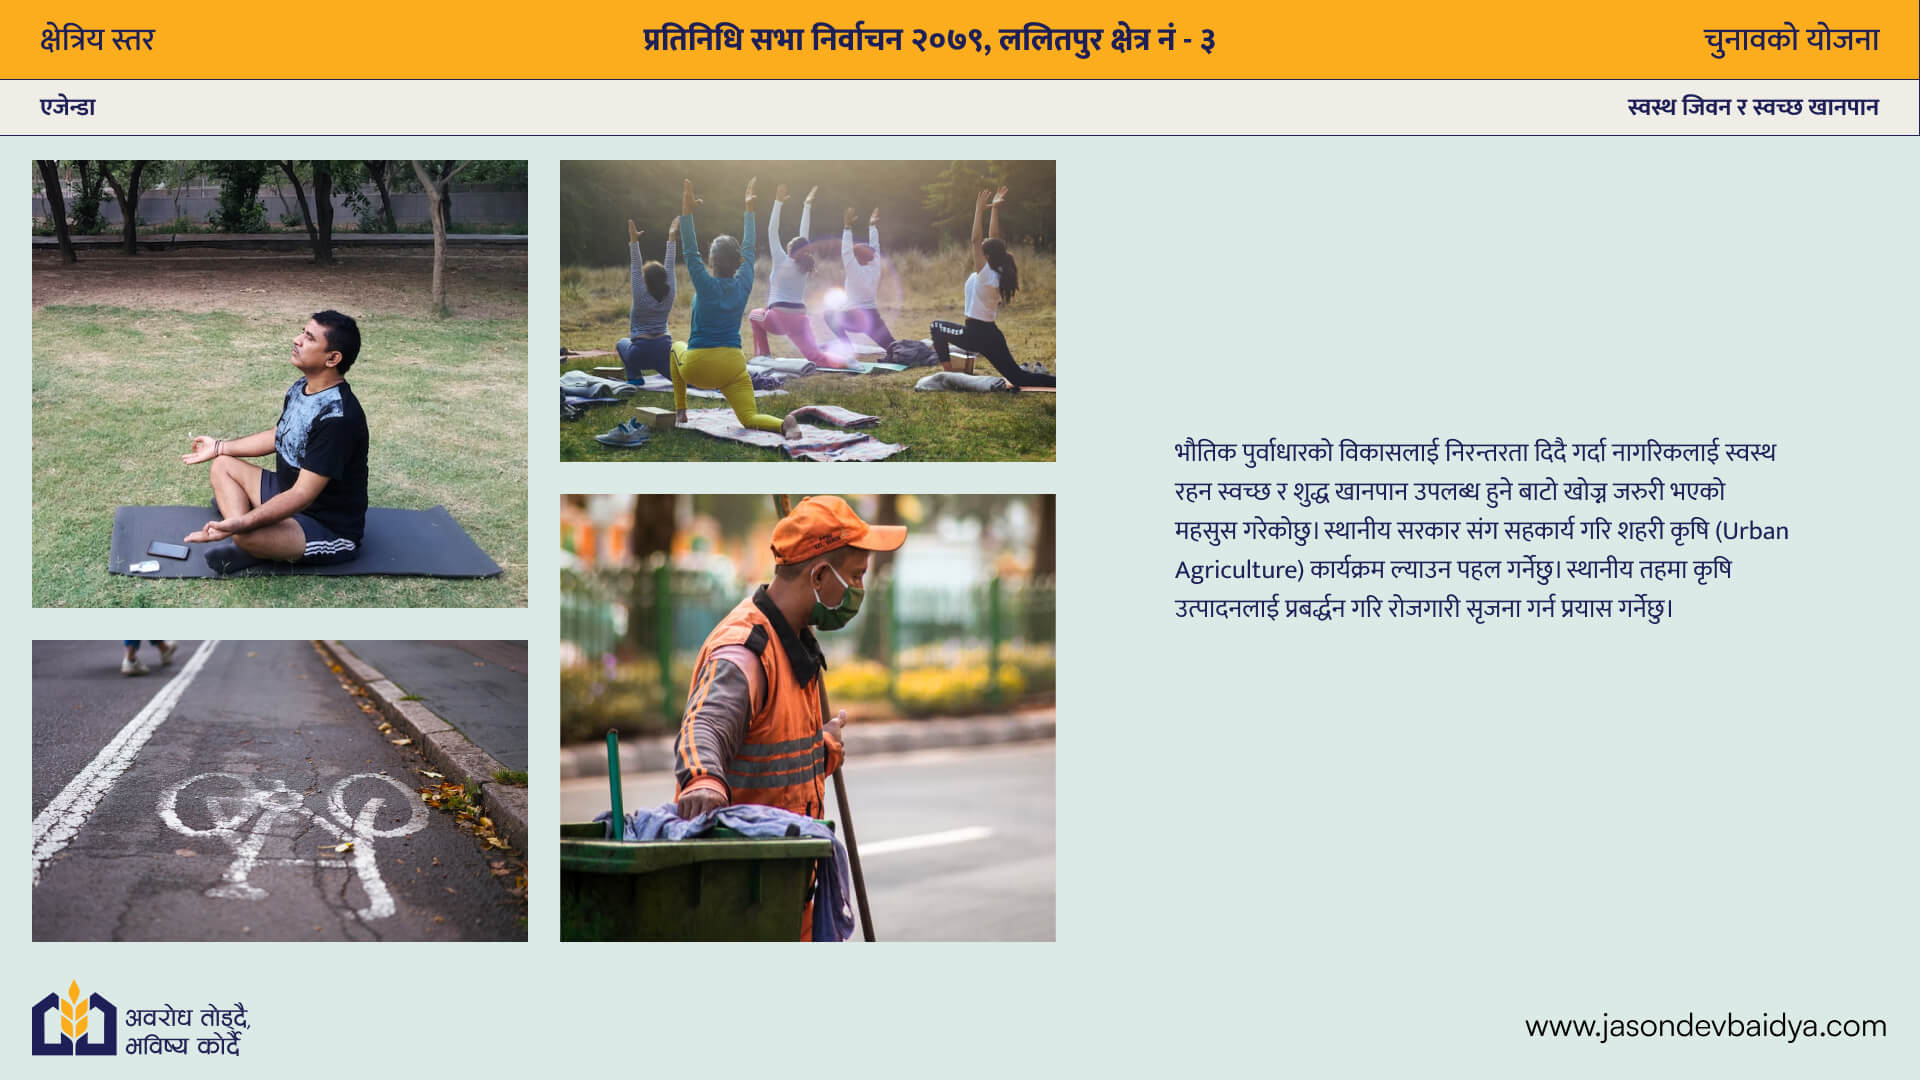 क्षेत्रिय स्तर
प्रतिनिधि सभा निर्वाचन २०७९, ललितपुर क्षेत्र नं - ३
चुनावको योजना
एजेन्डा
स्वस्थ जिवन र स्वच्छ खानपान
भौतिक पुर्वाधारको विकासलाई निरन्तरता दिदै गर्दा नागरिकलाई स्वस्थ
रहन स्वच्छ र शुद्ध खानपान उपलब्ध हुने बाटो खोज्न जरुरी भएको
महसुस गरेकोछु। स्थानीय सरकार संग सहकार्य गरि शहरी कृषि (Urban
Agriculture) कार्यक्रम ल्याउन पहल गर्नेछु। स्थानीय तहमा कृषि
उत्पादनलाई प्रबर्द्धन गरि रोजगारी सृजना गर्न प्रयास गर्नेछु।
अवरोध तोड्दै,
भविष्य कोर्दै
www.jasondevbaidya.com